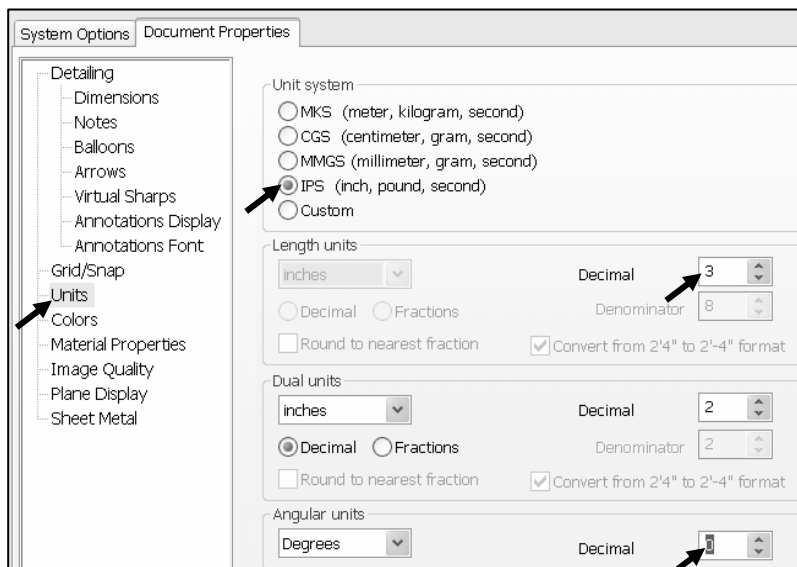 System Options
Document Properties
Detailing
Dimensions
Notes
Balloons
Arrows
Virtual Sharps
Annotations Display
Annotations Font
Grid/Snap
Units
Colors
Material Properties
Image Quality
Plane Display
Sheet Metal
Unit system
MKS (meter, kilogram, second)
CGS (centimeter, gram, second)
MMGS (millimeter, gram, second)
IPS (inch, pound, second)
Custom
Length units
inches
Decimal 3
Decimal Fractions
Denominator 8
Round to nearest fraction
Convert from 2'4" to 2'-4" format
Dual units
inches
Decimal 2
Decimal Fractions
Denominator 2
Round to nearest fraction
Convert from 2'4" to 2'-4" format
Angular units
Degrees
Decimal 0